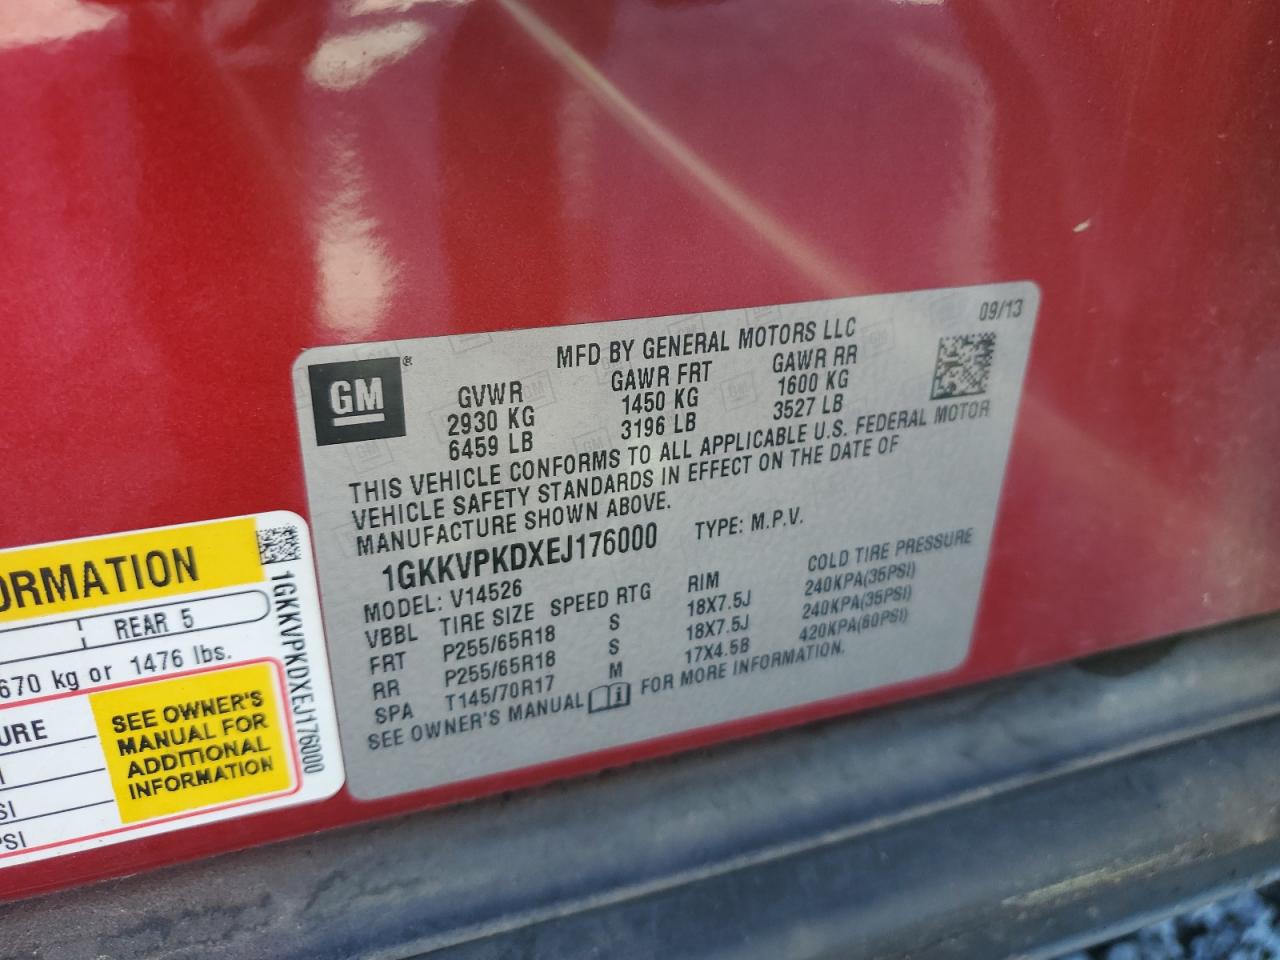 GM
®
MFD BY GENERAL MOTORS LLC
09/13
GVWR
GAWR FRT
GAWR RR
2930 KG
1450 KG
1600 KG
6459 LB
3196 LB
3527 LB
THIS VEHICLE CONFORMS TO ALL APPLICABLE U.S. FEDERAL MOTOR
VEHICLE SAFETY STANDARDS IN EFFECT ON THE DATE OF
MANUFACTURE SHOWN ABOVE.
1GKKVPKDXEJ176000
TYPE: M.P.V.
MODEL: V14526
VBBL TIRE SIZE SPEED RTG RIM COLD TIRE PRESSURE
FRT P255/65R18 S 18X7.5J 240KPA(35PSI)
RR P255/65R18 S 18X7.5J 240KPA(35PSI)
SPA T145/70R17 M 17X4.5B 420KPA(60PSI)
SEE OWNER'S MANUAL FOR MORE INFORMATION.
ORMATION
REAR 5
670 kg or 1476 lbs.
URE
SI
PSI
SEE OWNER'S
MANUAL FOR
ADDITIONAL
INFORMATION
1GKKVPKDXEJ176000